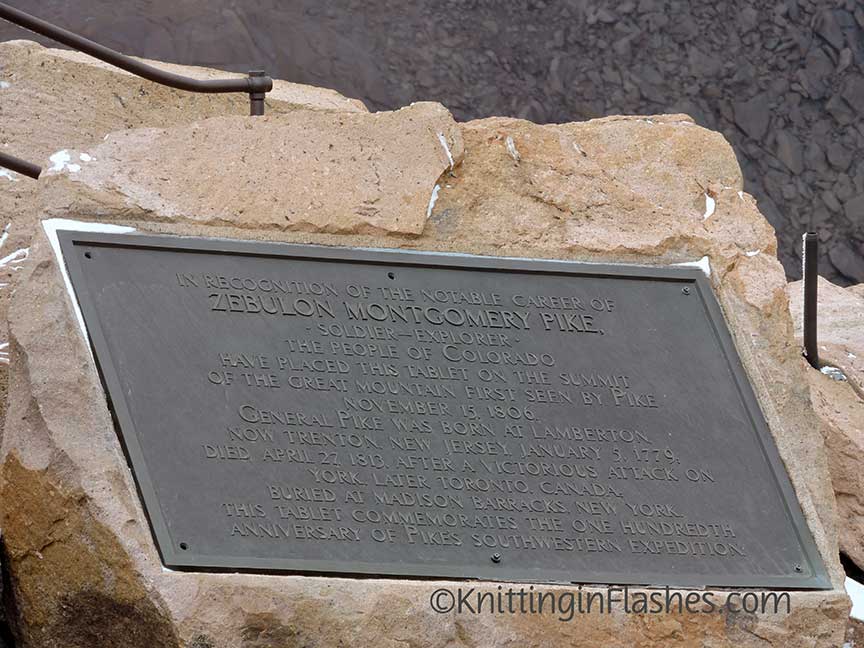 IN RECOGNITION OF THE NOTABLE CAREER OF
ZEBULON MONTGOMERY PIKE,
- SOLDIER - EXPLORER -
THE PEOPLE OF COLORADO
HAVE PLACED THIS TABLET ON THE SUMMIT
OF THE GREAT MOUNTAIN FIRST SEEN BY PIKE
NOVEMBER 15, 1806.
GENERAL PIKE WAS BORN AT LAMBERTON,
NOW TRENTON, NEW JERSEY, JANUARY 5, 1779,
DIED, APRIL 27, 1813, AFTER A VICTORIOUS ATTACK ON
YORK, LATER TORONTO, CANADA.
BURIED AT MADISON BARRACKS, NEW YORK.
THIS TABLET COMMEMORATES THE ONE HUNDREDTH
ANNIVERSARY OF PIKES SOUTHWESTERN EXPEDITION.
©KnittinginFlashes.com